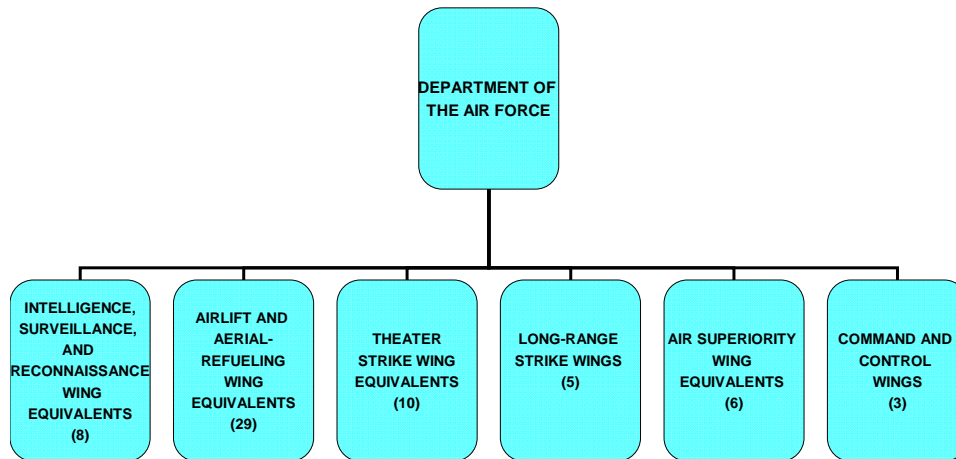 DEPARTMENT OF
THE AIR FORCE
INTELLIGENCE,
SURVEILLANCE,
AND
RECONNAISSANCE
WING
EQUIVALENTS
(8)
AIRLIFT AND
AERIAL-
REFUELING
WING
EQUIVALENTS
(29)
THEATER
STRIKE WING
EQUIVALENTS
(10)
LONG-RANGE
STRIKE WINGS
(5)
AIR SUPERIORITY
WING
EQUIVALENTS
(6)
COMMAND AND
CONTROL
WINGS
(3)